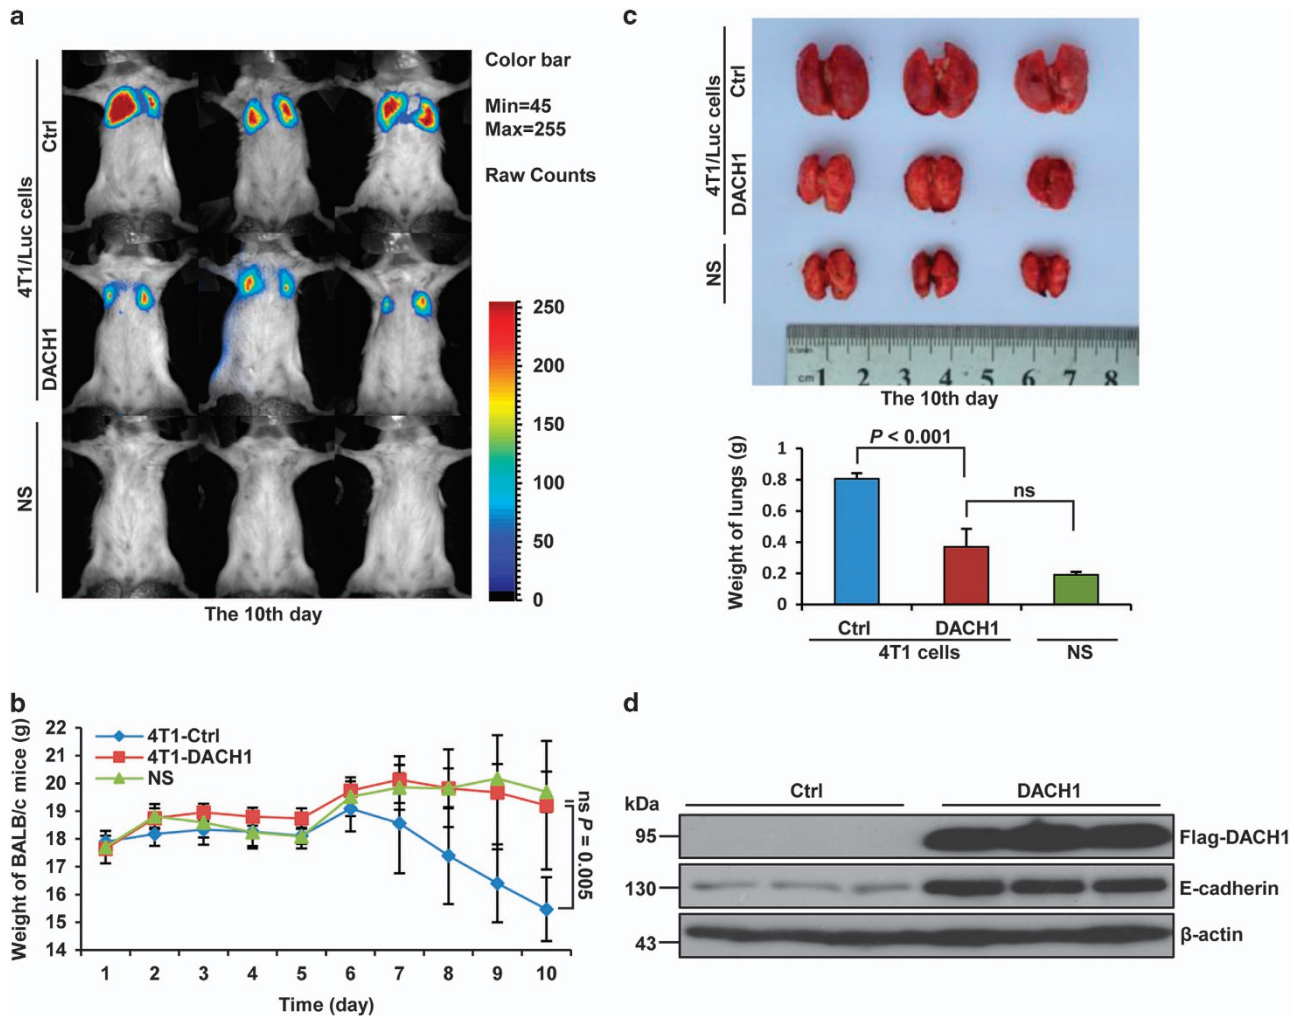 a
4T1/Luc cells
Ctrl
DACH1
NS
Color bar
Min=45
Max=255
Raw Counts
250
200
150
100
50
0
The 10th day
c
4T1/Luc cells
Ctrl
DACH1
NS
cm 1 2 3 4 5 6 7 8
The 10th day
Weight of lungs (g)
1
0.8
0.6
0.4
0.2
0
P < 0.001
ns
Ctrl DACH1
4T1 cells NS
b
Weight of BALB/c mice (g)
22
21
20
19
18
17
16
15
14
4T1-Ctrl
4T1-DACH1
NS
ns
P = 0.005
1 2 3 4 5 6 7 8 9 10
Time (day)
d
kDa
Ctrl DACH1
95 Flag-DACH1
130 E-cadherin
43 β-actin